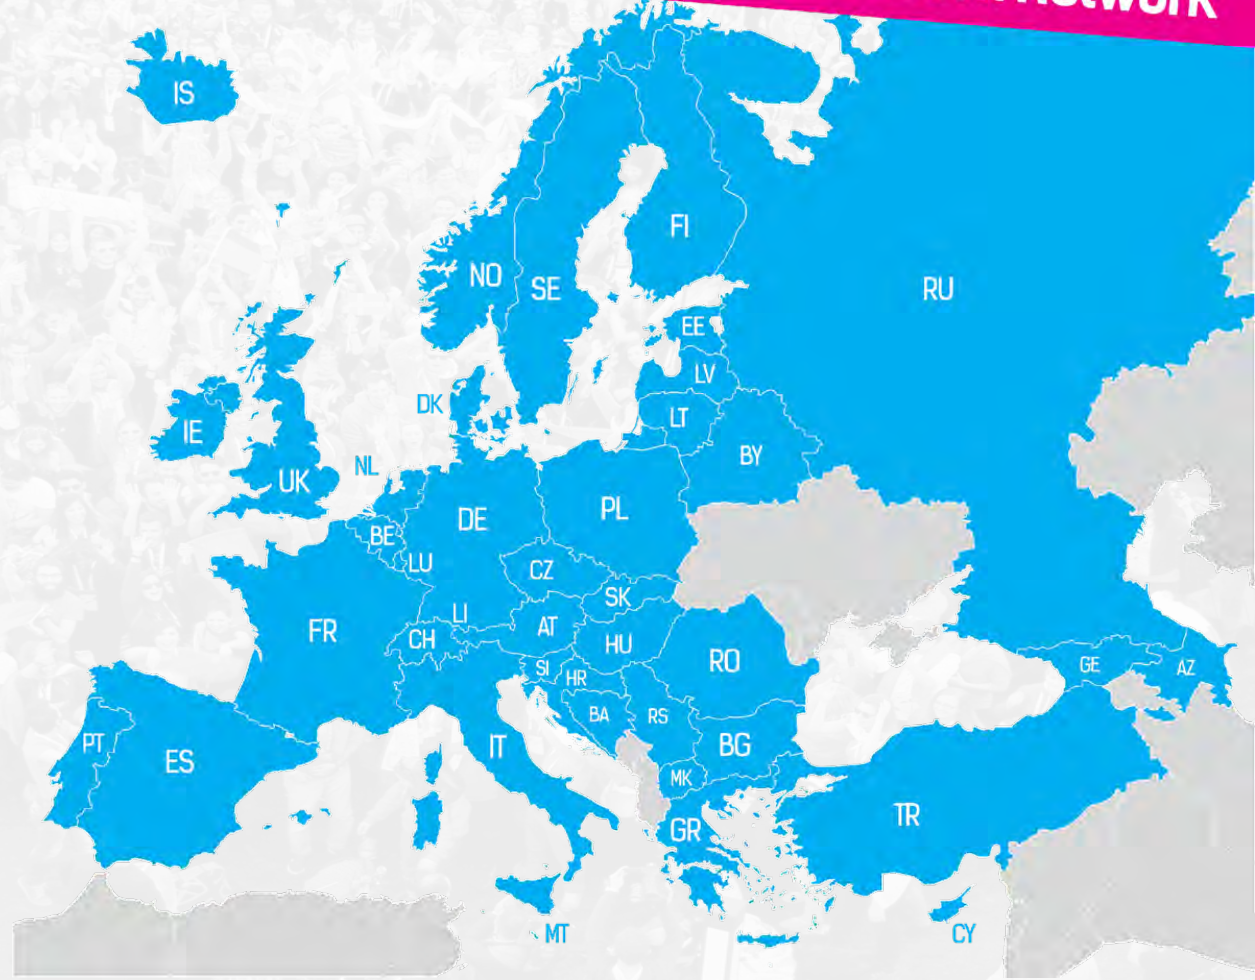 Network
IS
FI
NO
SE
RU
EE
LV
DK
LT
IE
BY
NL
UK
PL
DE
BE
LU
CZ
SK
LI
AT
FR
CH
HU
RO
SI
GE
AZ
HR
BA
RS
PT
IT
BG
ES
MK
TR
GR
MT
CY